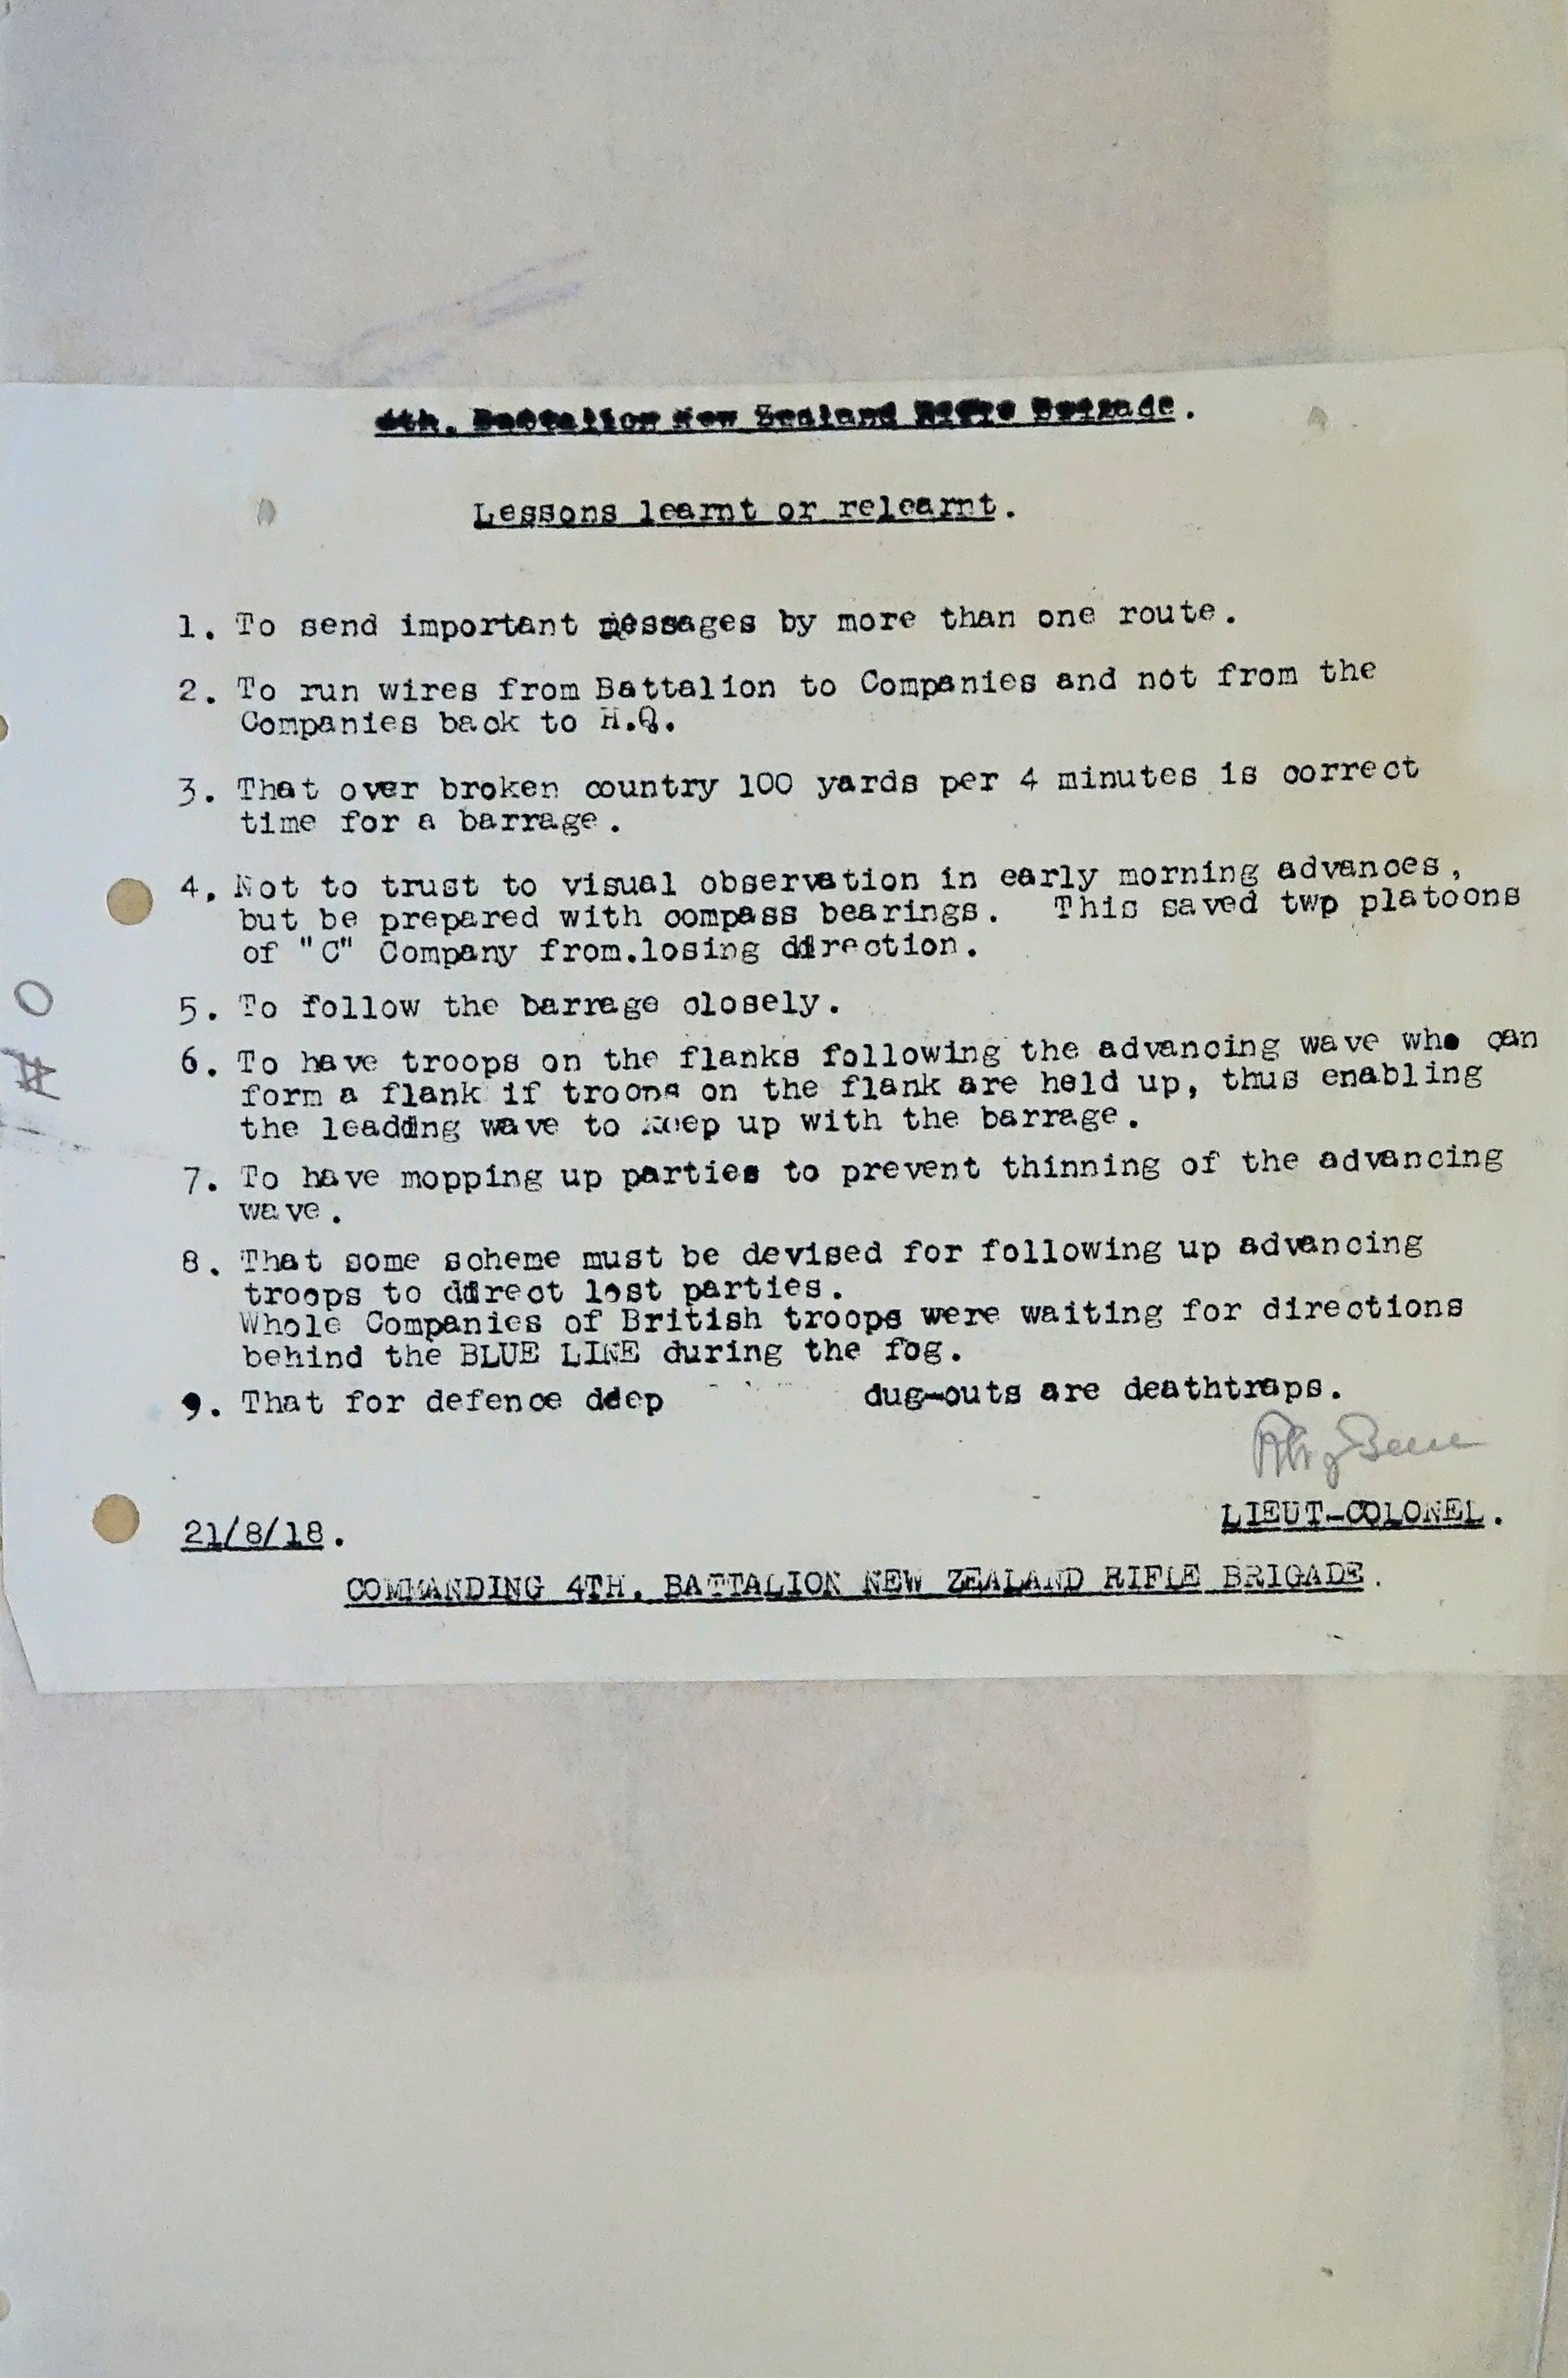 4th. Battalion New Zealand Rifle Brigade.
Lessons learnt or relearnt.
1. To send important messages by more than one route.
2. To run wires from Battalion to Companies and not from the
Companies back to H.Q.
3. That over broken country 100 yards per 4 minutes is correct
time for a barrage.
4. Not to trust to visual observation in early morning advances,
but be prepared with compass bearings. This saved twp platoons
of "C" Company from.losing direction.
5. To follow the barrage closely.
6. To have troops on the flanks following the advancing wave who can
form a flank if troops on the flank are held up, thus enabling
the leading wave to keep up with the barrage.
7. To have mopping up parties to prevent thinning of the advancing
wave.
8. That some scheme must be devised for following up advancing
troops to direct lost parties.
Whole Companies of British troops were waiting for directions
behind the BLUE LINE during the fog.
9. That for defence deep dug-outs are deathtraps.
LIEUT-COLONEL.
21/8/18.
COMMANDING 4TH. BATTALION NEW ZEALAND RIFLE BRIGADE.